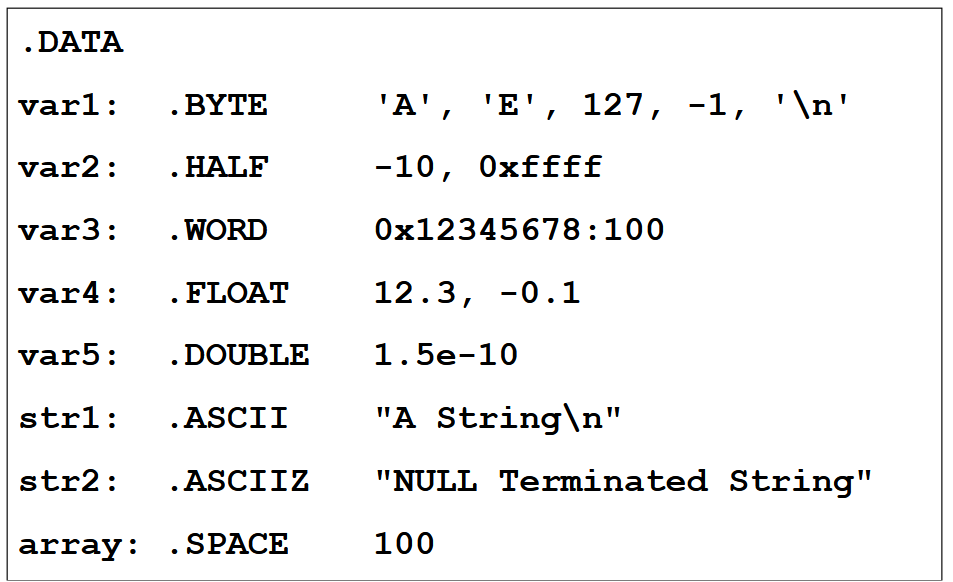 .DATA
var1: .BYTE 'A', 'E', 127, -1, '\n'
var2: .HALF -10, 0xffff
var3: .WORD 0x12345678:100
var4: .FLOAT 12.3, -0.1
var5: .DOUBLE 1.5e-10
str1: .ASCII "A String\n"
str2: .ASCIIZ "NULL Terminated String"
array: .SPACE 100